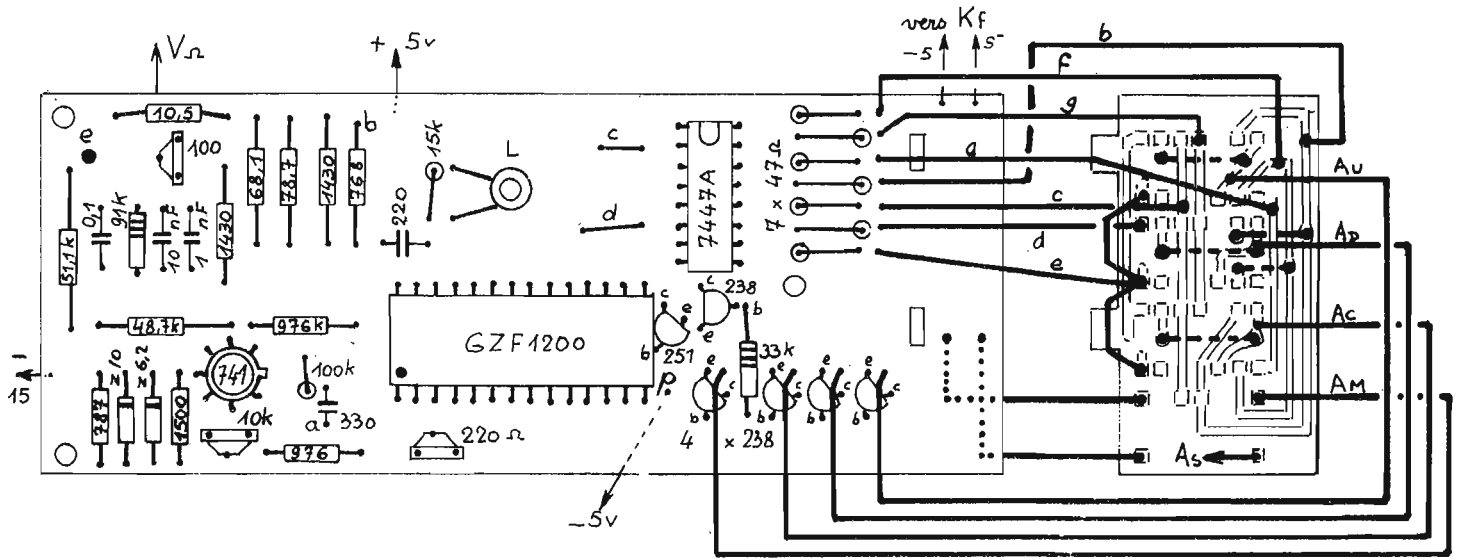 vers Kf
-5 5-
b
VΩ
+ 5v
f
g
10,5
e
100
b
15k
c
L
7 x 47Ω
a
AU
68,1
78,7
1430
768
7447A
0,1
91k
10 nF
1 nF
1430
220
d
c
d
AD
51,1k
e
48,7k
976k
GZF1200
c
e
b
251
c
238
b
e
33k
AC
- 15
741
100k
AM
787
Z 10
Z 6,2
1500
10k
a
330
220Ω
976
e
c
b
e
c
b
e
c
b
e
c
b
4 x 238
AS
-5v